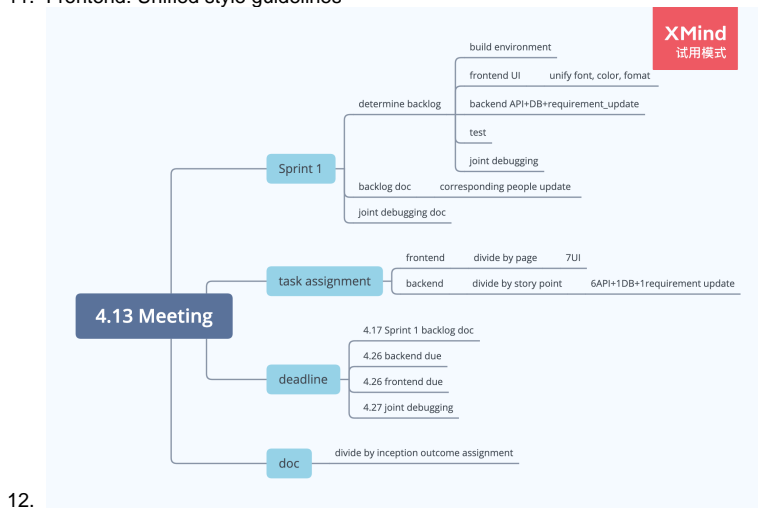 11. Frontend: Unified style guidelines
XMind
试用模式
build environment
frontend UI unify font, color, fomat
determine backlog
backend API+DB+requirement_update
test
joint debugging
Sprint 1
backlog doc corresponding people update
joint debugging doc
frontend divide by page 7UI
task assignment
backend divide by story point 6API+1DB+1requirement update
4.13 Meeting
4.17 Sprint 1 backlog doc
4.26 backend due
deadline
4.26 frontend due
4.27 joint debugging
doc
divide by inception outcome assignment
12.